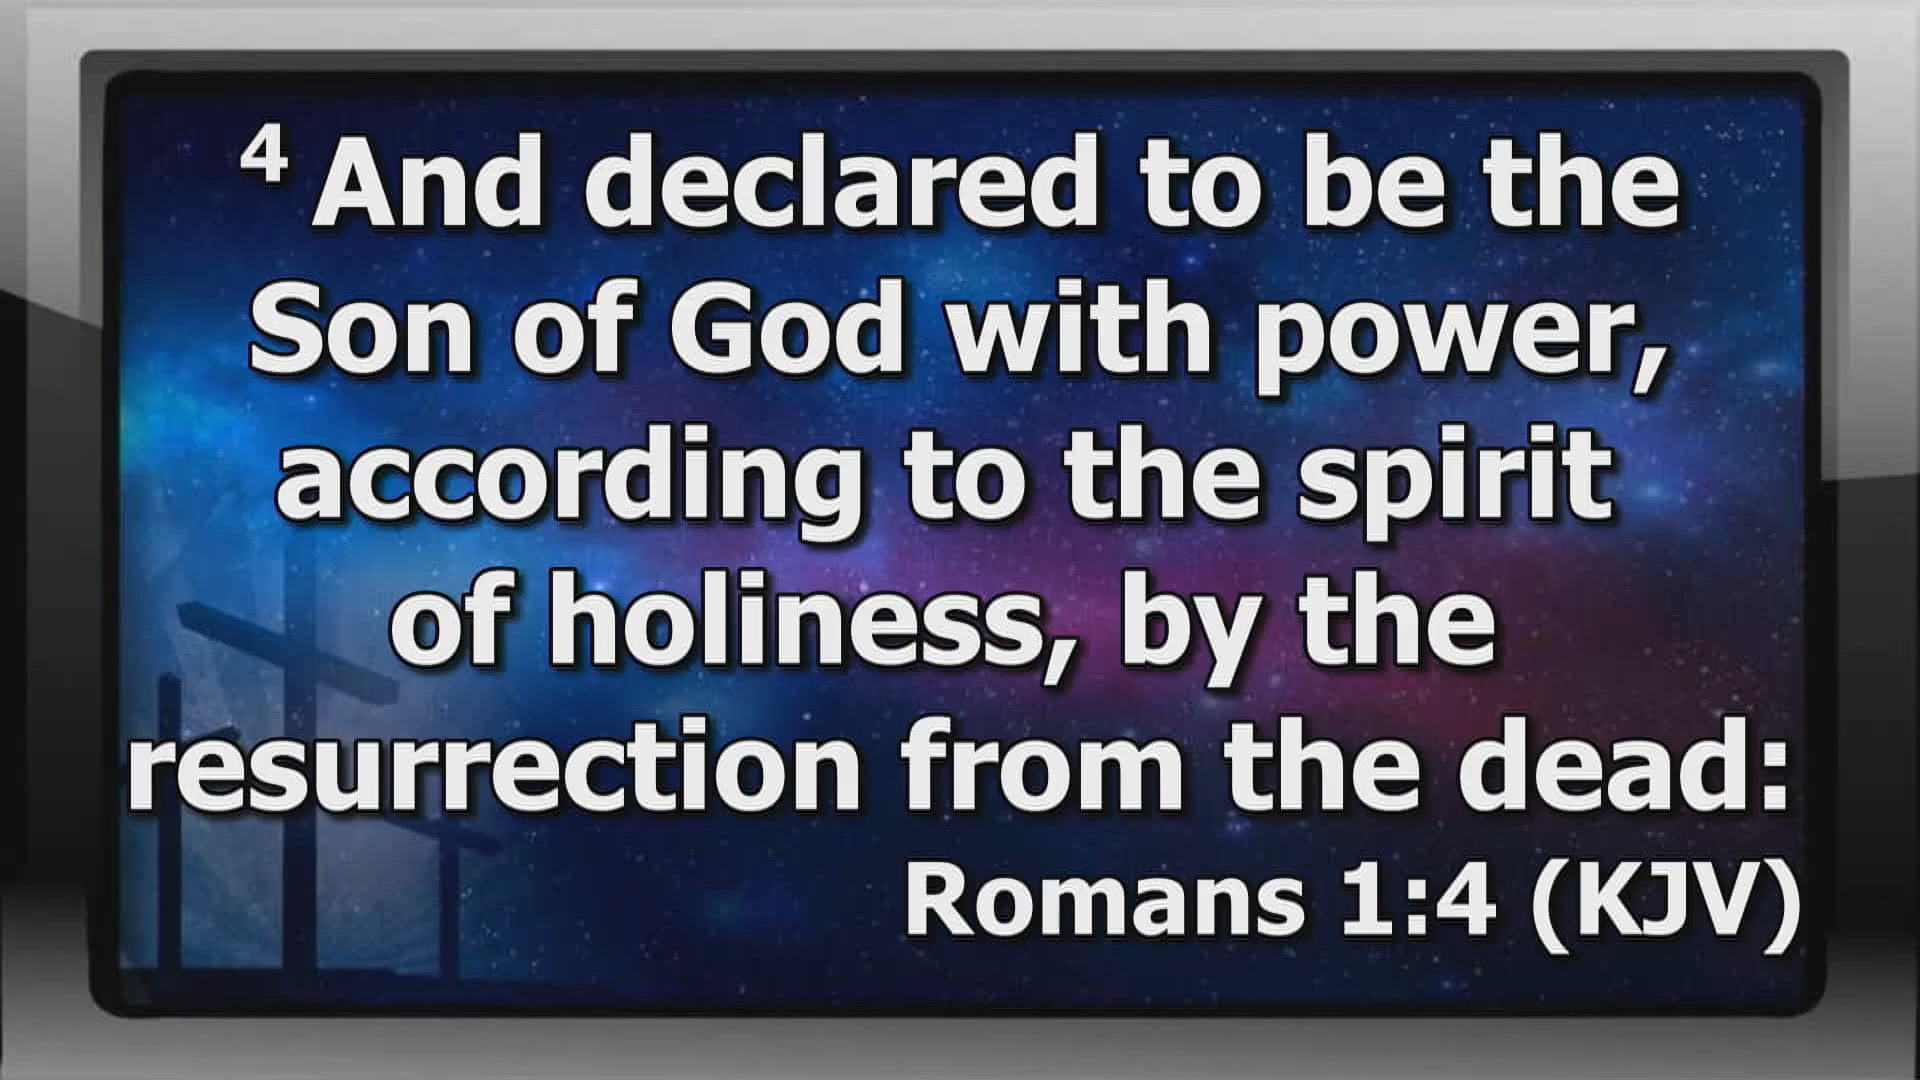 4 And declared to be the
Son of God with power,
according to the spirit
of holiness, by the
resurrection from the dead:
Romans 1:4 (KJV)